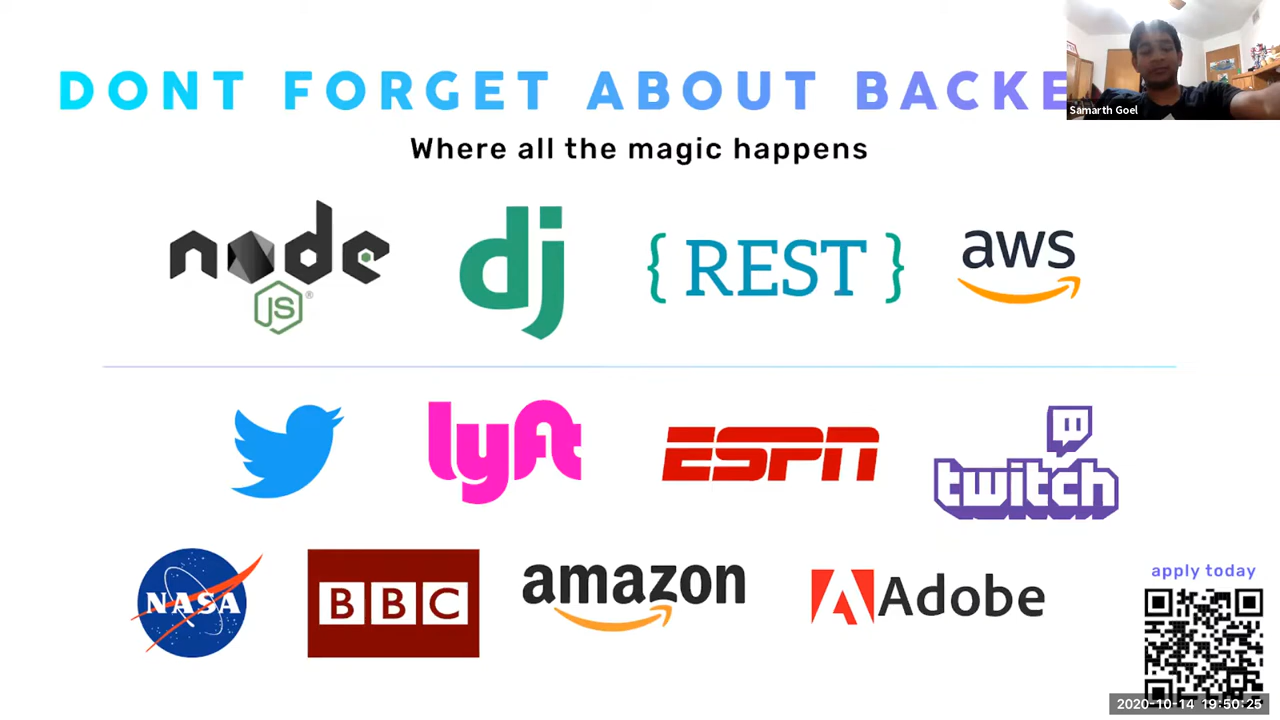 DONT FORGET ABOUT BACKE
Samarth Goel
Where all the magic happens
node
JS
®
dj
{ REST }
aws
lyft
ESPN
twitch
NASA
BBC
amazon
Adobe
apply today
2020-10-14 19:50:25